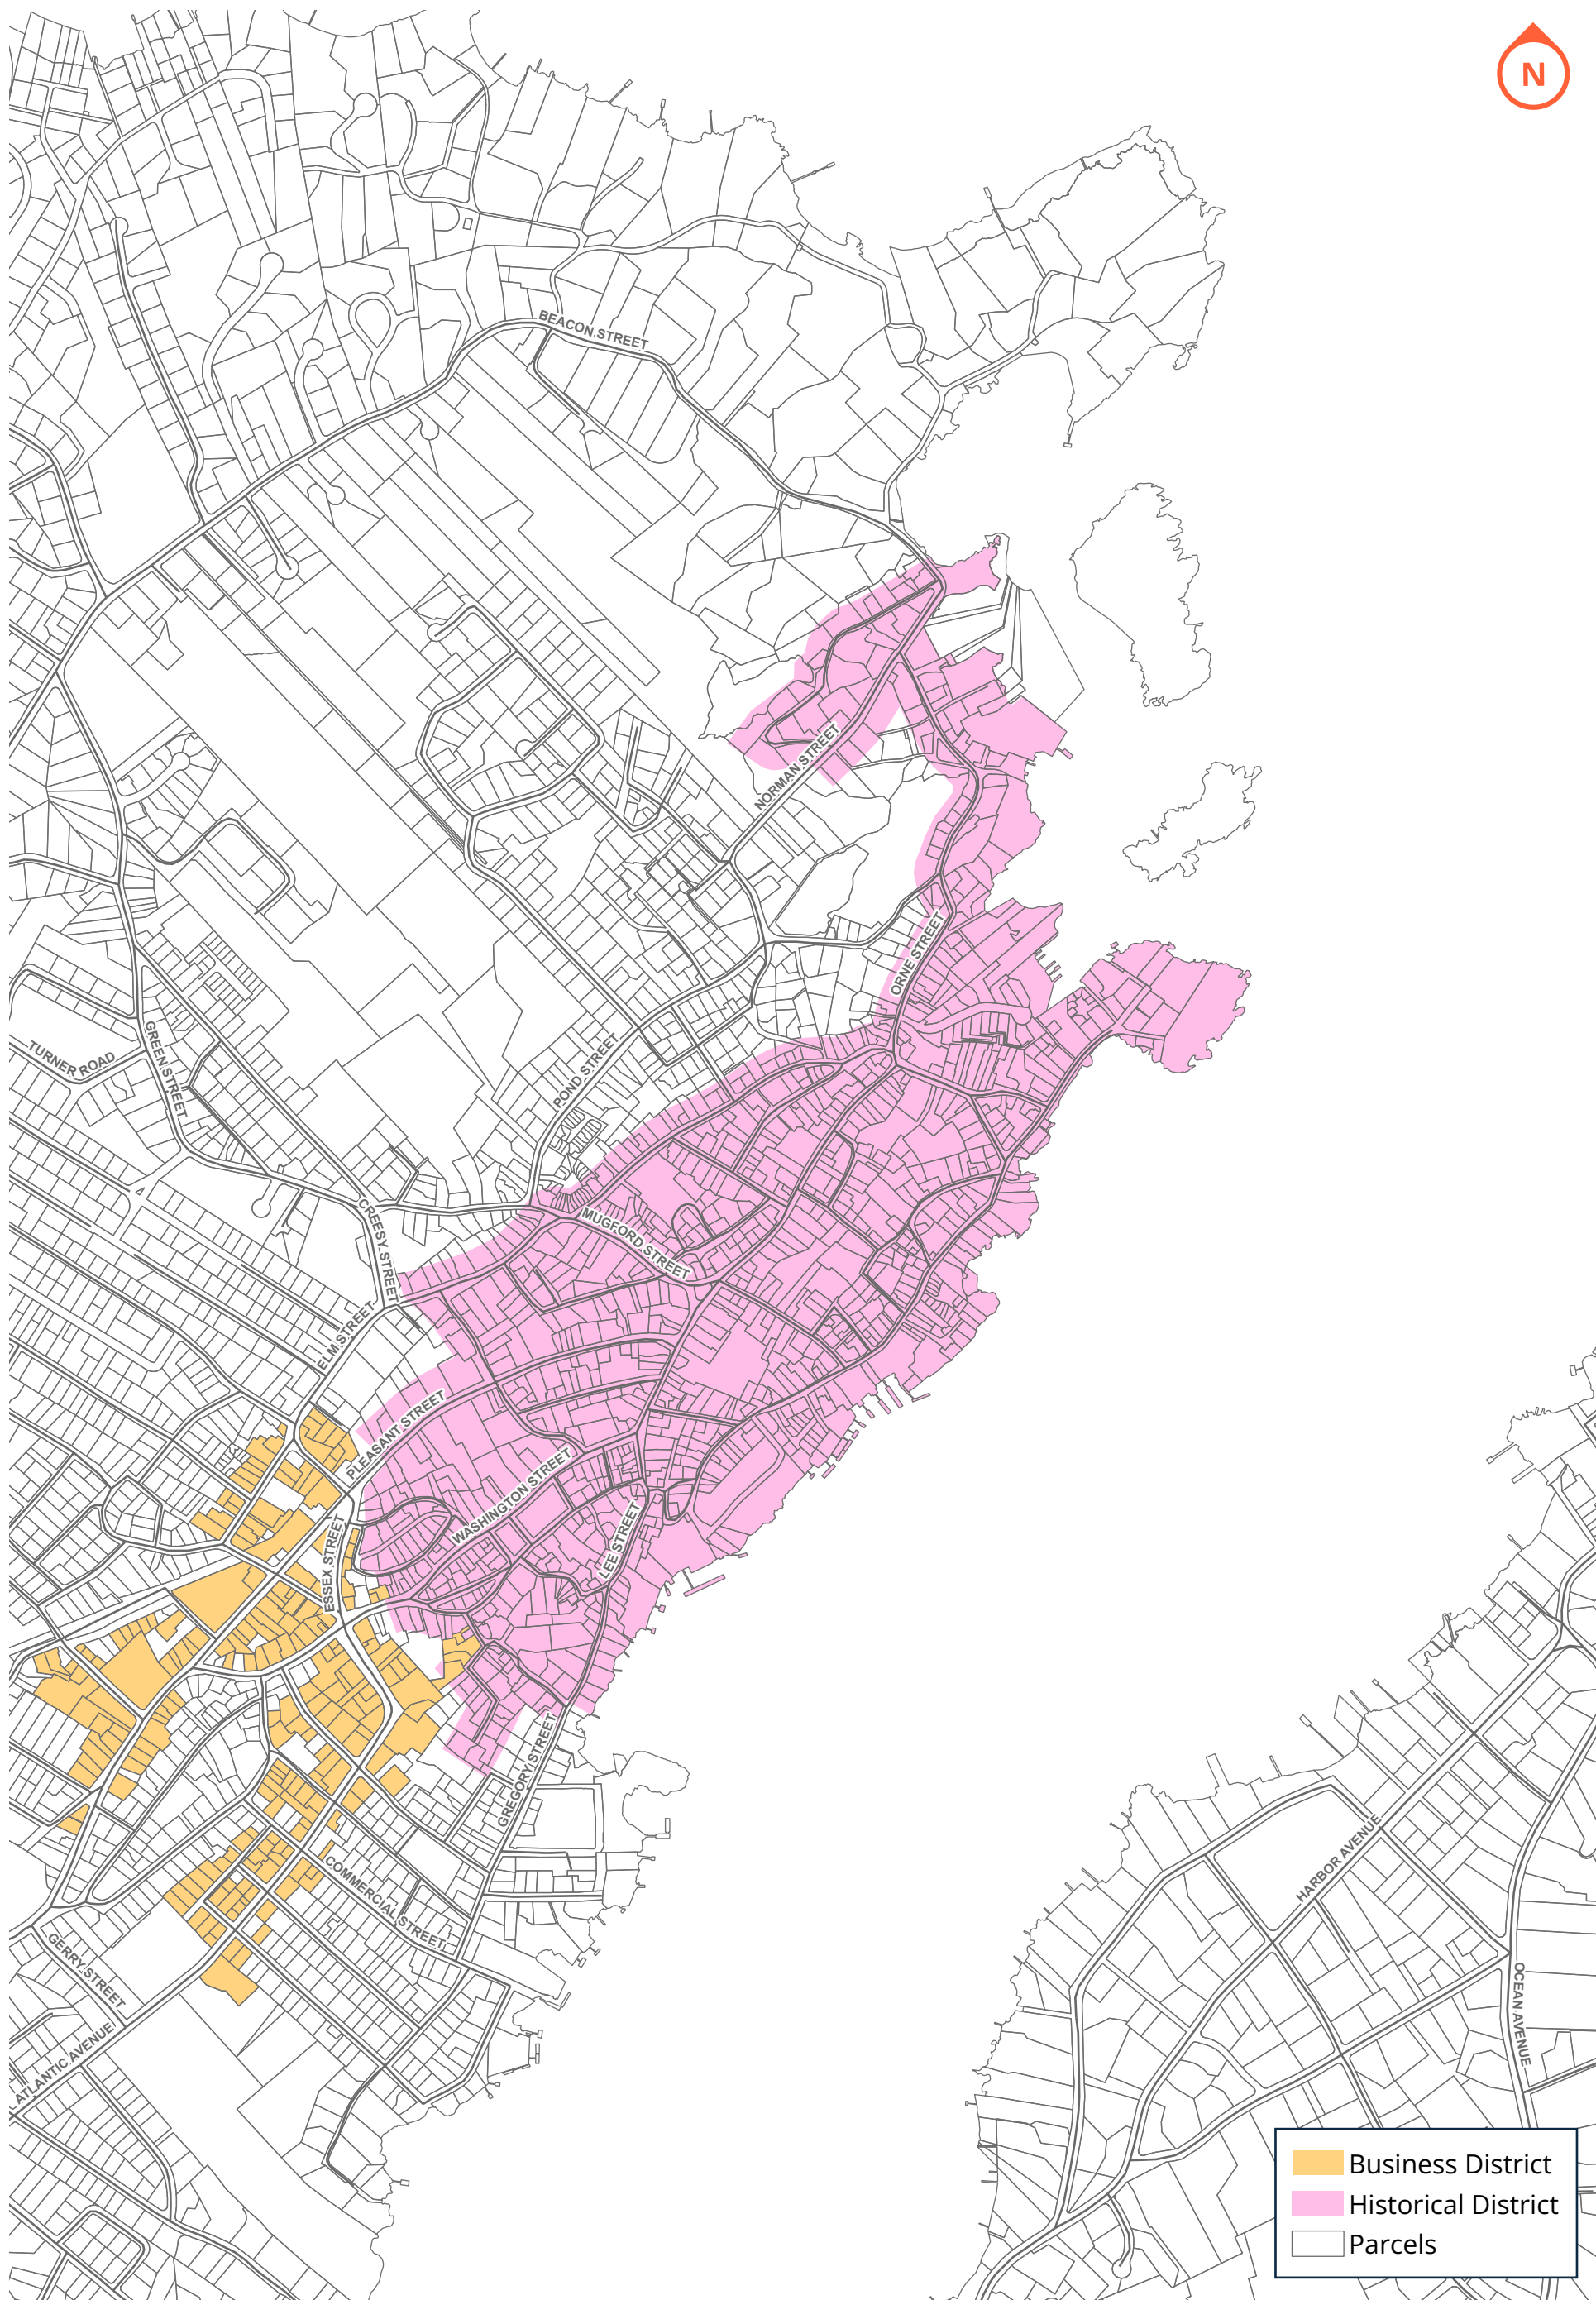 N
BEACON STREET
NORMAN STREET
ORNE STREET
TURNER ROAD
GREEN STREET
POND STREET
CREESY STREET
MUGFORD STREET
ELM STREET
PLEASANT STREET
WASHINGTON STREET
ESSEX STREET
LEE STREET
GREGORY STREET
COMMERCIAL STREET
HARBOR AVENUE
GERRY STREET
OCEAN AVENUE
ATLANTIC AVENUE
Business District
Historical District
Parcels